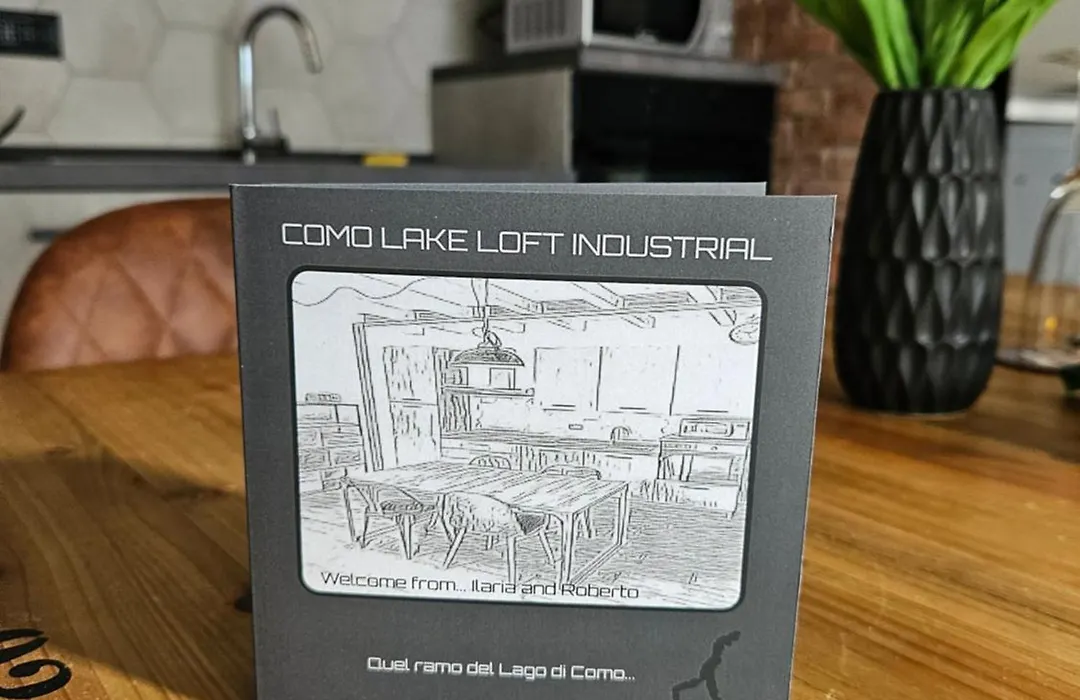 COMO LAKE LOFT INDUSTRIAL
Welcome from... Ilaria and Roberto
Quel ramo del Lago di Como...